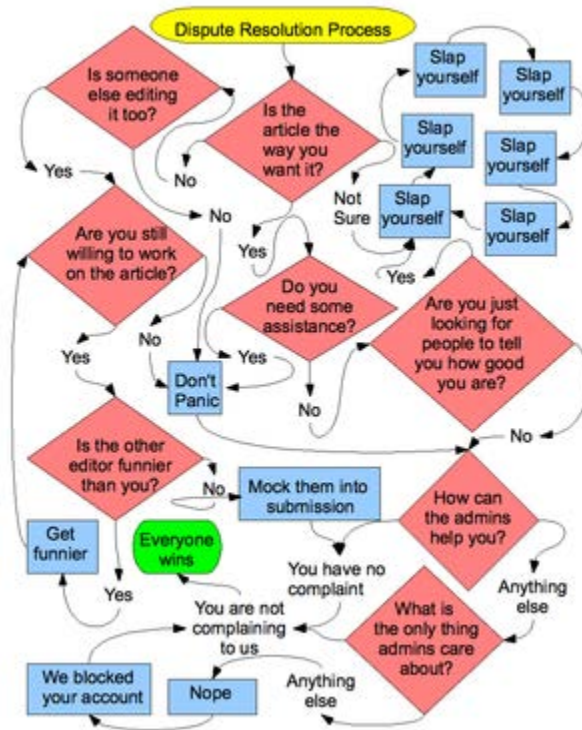 Dispute Resolution Process
Is someone
else editing
it too?
Is the
article the
way you
want it?
Slap
yourself
Slap
yourself
Slap
yourself
Slap
yourself
Slap
yourself
Slap
yourself
Yes
No
No
Not
Sure
Yes
Yes
Are you still
willing to work
on the article?
Do you
need some
assistance?
Are you just
looking for
people to tell
you how good
you are?
Yes
No
Yes
No
Don't
Panic
No
Is the other
editor funnier
than you?
No
Mock them into
submission
How can
the admins
help you?
Get
funnier
Everyone
wins
Yes
You have no
complaint
Anything
else
You are not
complaining
to us
What is
the only thing
admins care
about?
We blocked
your account
Nope
Anything
else